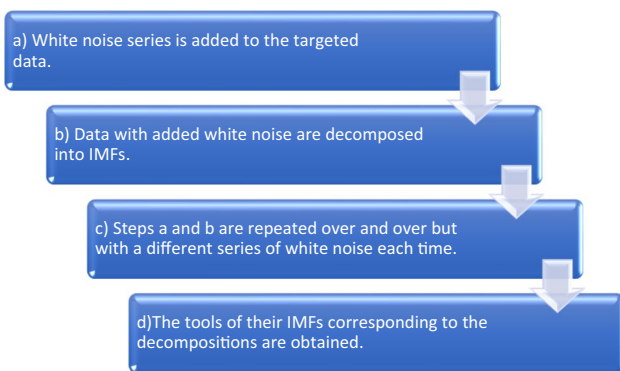 a) White noise series is added to the targeted
data.
b) Data with added white noise are decomposed
into IMFs.
c) Steps a and b are repeated over and over but
with a different series of white noise each time.
d)The tools of their IMFs corresponding to the
decompositions are obtained.